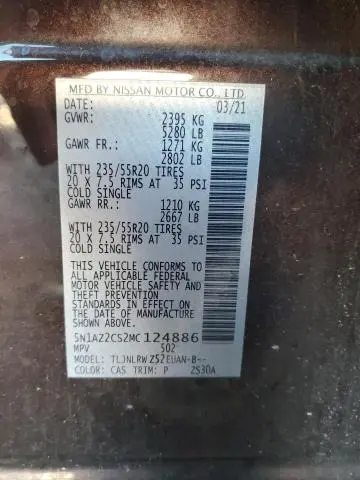 MFD BY NISSAN MOTOR CO., LTD.
DATE: 03/21
GVWR: 2395 KG
5280 LB
GAWR FR.: 1271 KG
2802 LB
WITH 235/55R20 TIRES
20 X 7.5 RIMS AT 35 PSI
COLD SINGLE
GAWR RR.: 1210 KG
2667 LB
WITH 235/55R20 TIRES
20 X 7.5 RIMS AT 35 PSI
COLD SINGLE
THIS VEHICLE CONFORMS TO
ALL APPLICABLE FEDERAL
MOTOR VEHICLE SAFETY
AND THEFT PREVENTION
STANDARDS IN EFFECT ON
THE DATE OF MANUFACTURE
SHOWN ABOVE.
5N1AZ2CS2MC124886
MPV 502
MODEL: TLJNLRW Z52EUAN-B--
COLOR: CAS TRIM: P ZS30A